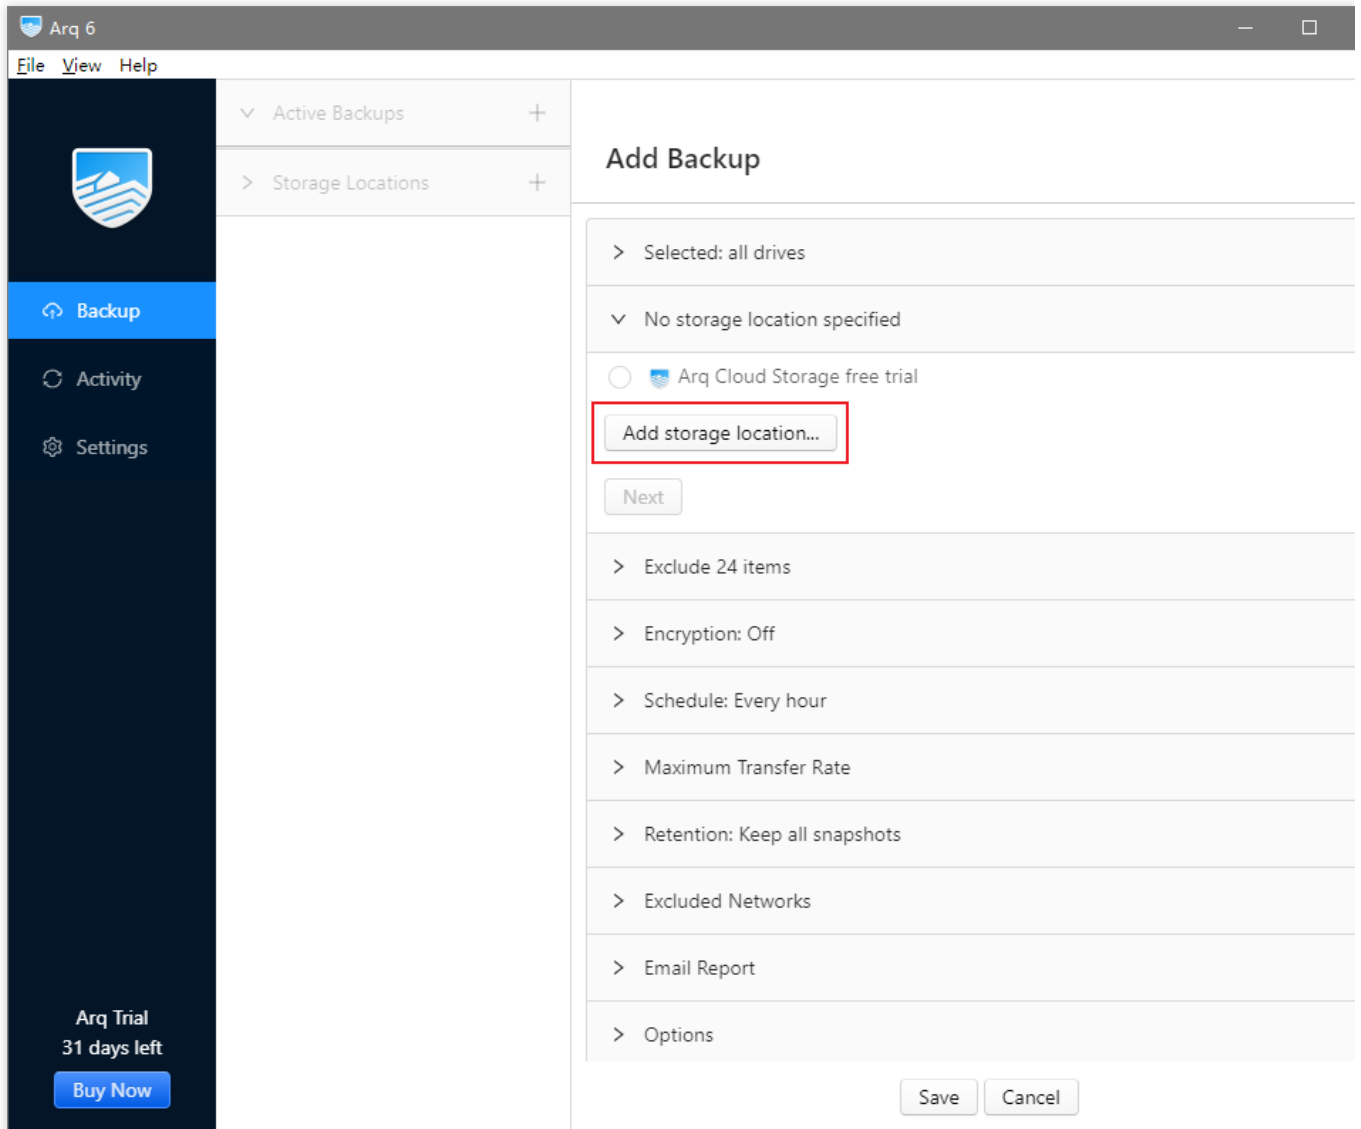 Arq 6
File View Help
Active Backups
Storage Locations
Backup
Activity
Settings
Arq Trial
31 days left
Buy Now
Add Backup
Selected: all drives
No storage location specified
Arq Cloud Storage free trial
Add storage location...
Next
Exclude 24 items
Encryption: Off
Schedule: Every hour
Maximum Transfer Rate
Retention: Keep all snapshots
Excluded Networks
Email Report
Options
Save Cancel